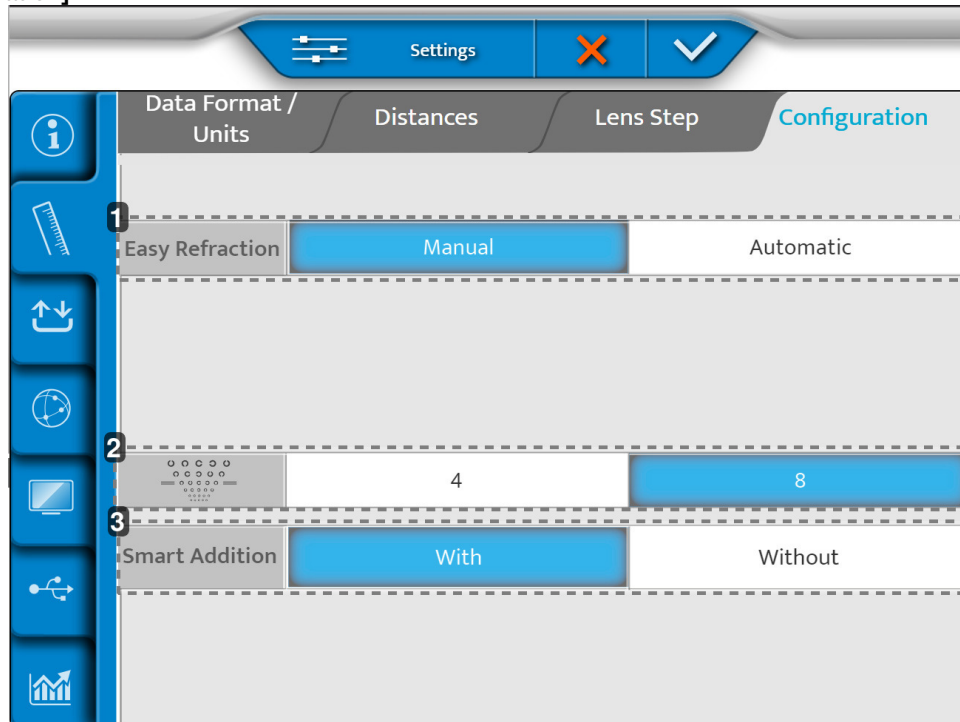 Settings
Data Format /
Units
Distances
Lens Step
Configuration
1
Easy Refraction
Manual
Automatic
2
4
8
3
Smart Addition
With
Without